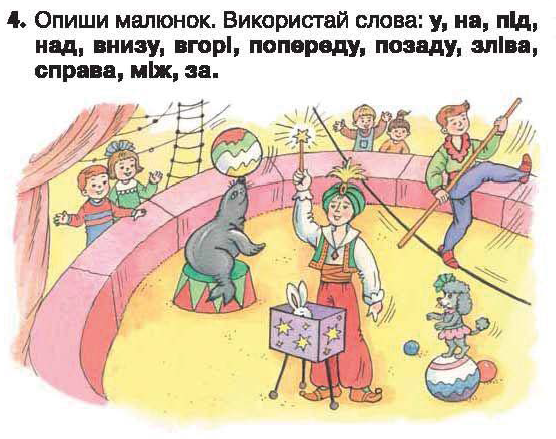 4. Опиши малюнок. Використай слова: у, на, під,
над, внизу, вгорі, попереду, позаду, зліва,
справа, між, за.